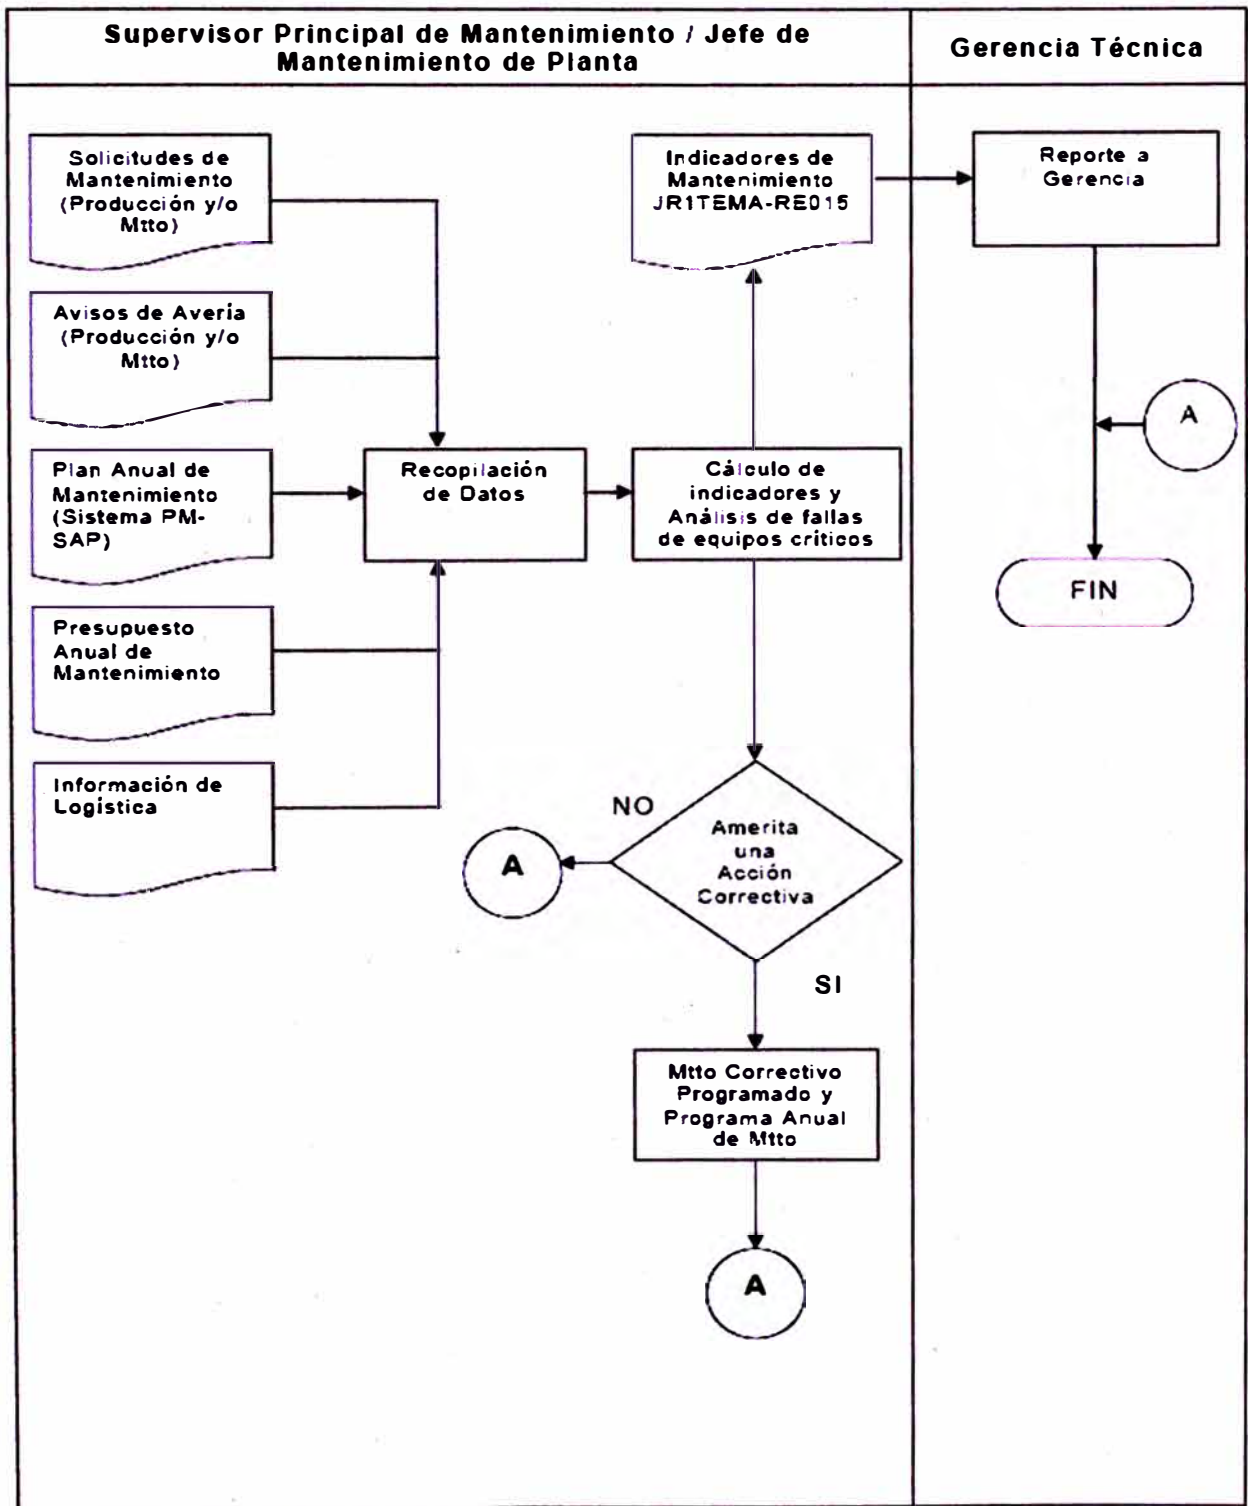 Supervisor Principal de Mantenimiento / Jefe de
Mantenimiento de Planta
Gerencia Técnica
Solicitudes de
Mantenimiento
(Producción y/o
Mtto)
Avisos de Avería
(Producción y/o
Mtto)
Plan Anual de
Mantenimiento
(Sistema PM-
SAP)
Presupuesto
Anual de
Mantenimiento
Información de
Logística
Recopilación
de Datos
Indicadores de
Mantenimiento
JR1TEMA-RE015
Cálculo de
indicadores y
Análisis de fallas
de equipos críticos
NO
A
Amerita
una
Acción
Correctiva
SI
Mtto Correctivo
Programado y
Programa Anual
de Mtto
A
Reporte a
Gerencia
A
FIN